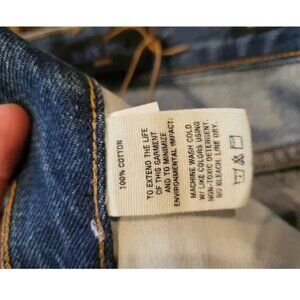 100% COTTON
TO EXTEND THE LIFE
OF THIS GARMENT
AND TO MINIMIZE
ENVIRONMENTAL IMPACT:
MACHINE WASH COLD
W/ LIKE COLORS USING
NON-TOXIC DETERGENT.
NO BLEACH. LINE DRY.